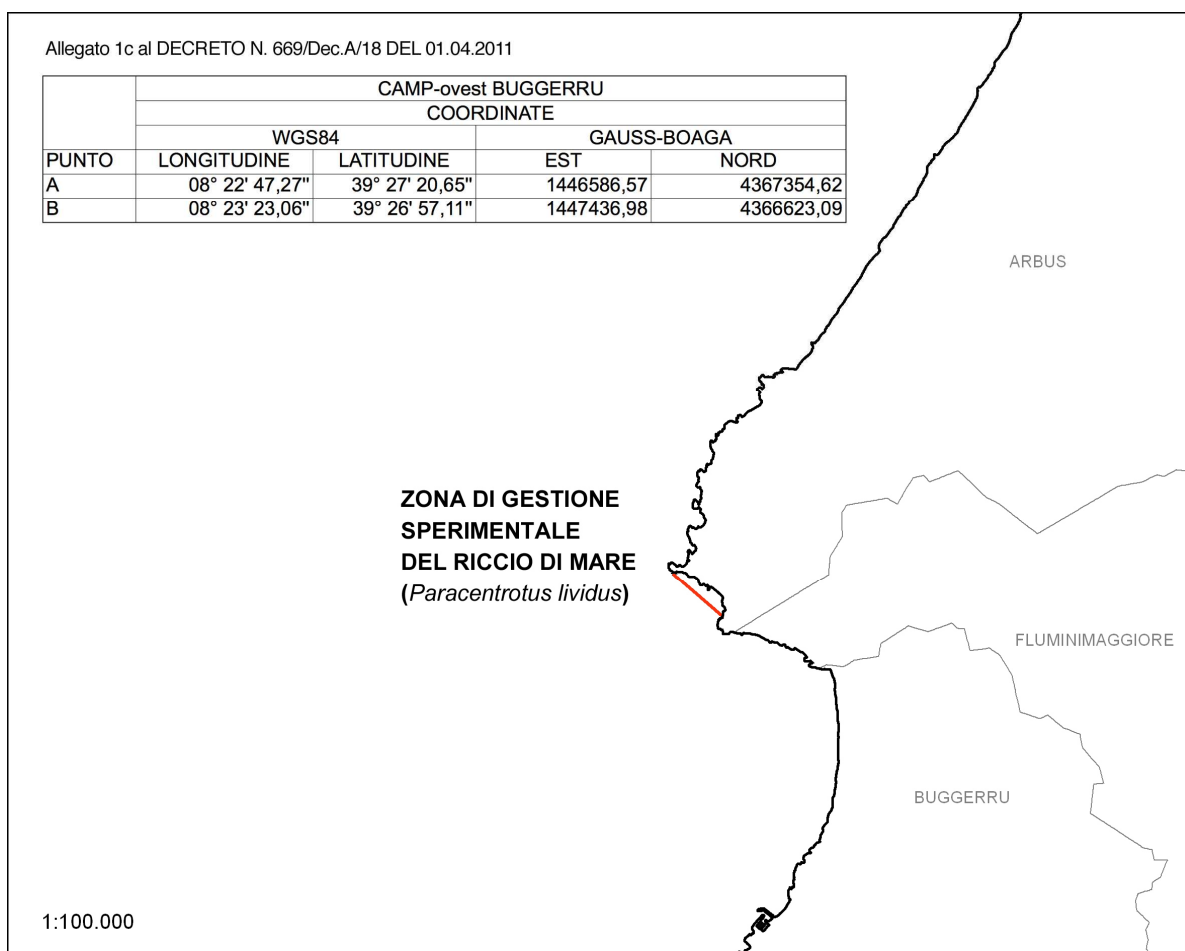 Allegato 1c al DECRETO N. 669/Dec.A/18 DEL 01.04.2011
CAMP-ovest BUGGERRU
COORDINATE
WGS84 GAUSS-BOAGA
PUNTO LONGITUDINE LATITUDINE EST NORD
A 08° 22' 47,27" 39° 27' 20,65" 1446586,57 4367354,62
B 08° 23' 23,06" 39° 26' 57,11" 1447436,98 4366623,09
ARBUS
ZONA DI GESTIONE
SPERIMENTALE
DEL RICCIO DI MARE
(Paracentrotus lividus)
FLUMINIMAGGIORE
BUGGERRU
1:100.000